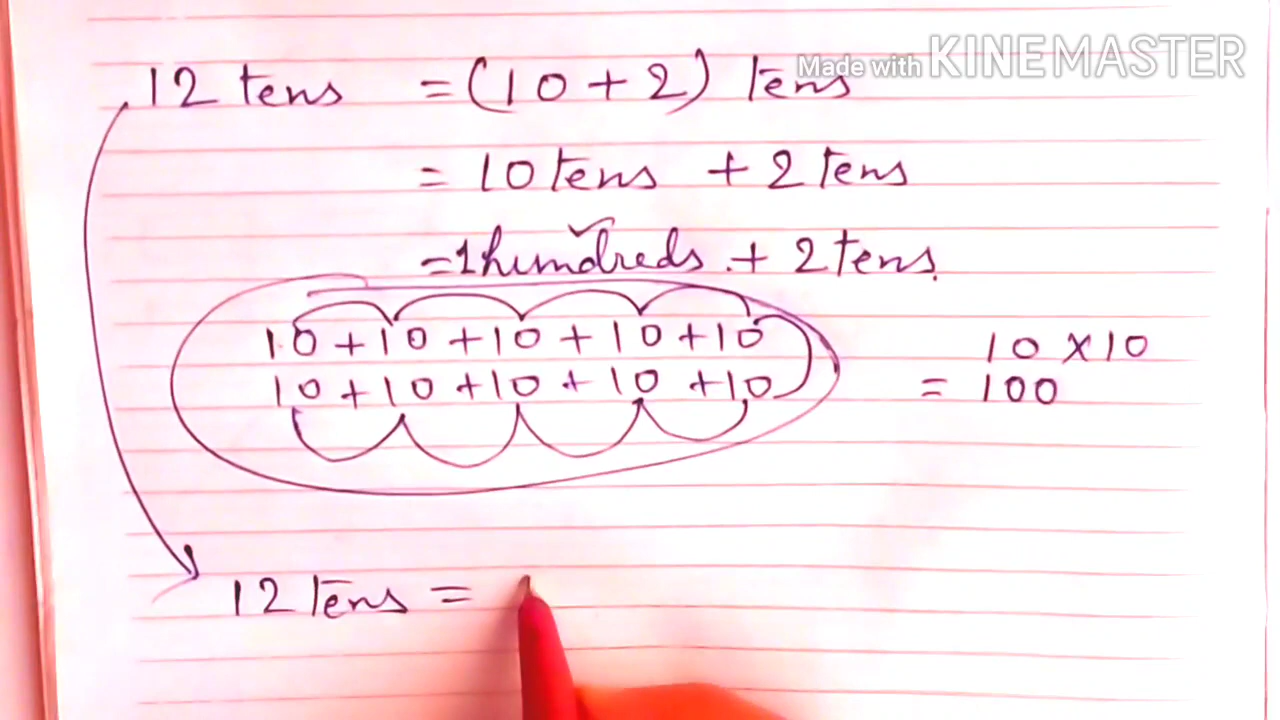 Made with KINEMASTER
12 tens = (10 + 2) tens
= 10 tens + 2 tens
= 1 hundreds + 2 tens.
10 + 10 + 10 + 10 + 10
10 + 10 + 10 + 10 + 10
10 x 10
= 100
12 tens =